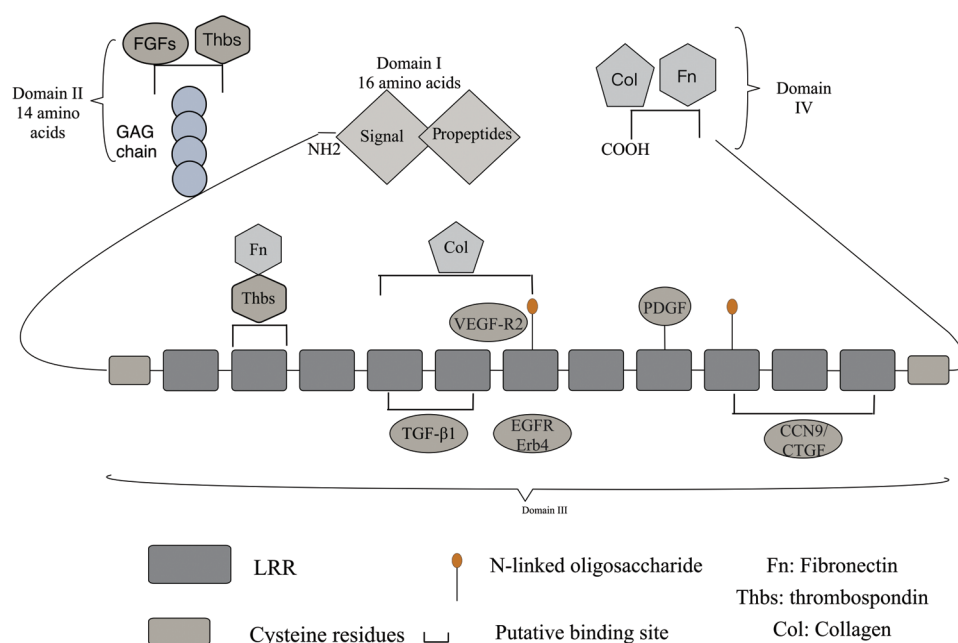 FGFs
Thbs
Domain II
14 amino
acids
GAG
chain
Domain I
16 amino acids
NH2
Signal
Propeptides
Col
Fn
COOH
Domain
IV
Fn
Thbs
Col
VEGF-R2
PDGF
TGF-β1
EGFR
Erb4
CCN9/
CTGF
Domain III
LRR
N-linked oligosaccharide
Fn: Fibronectin
Thbs: thrombospondin
Cysteine residues
Putative binding site
Col: Collagen